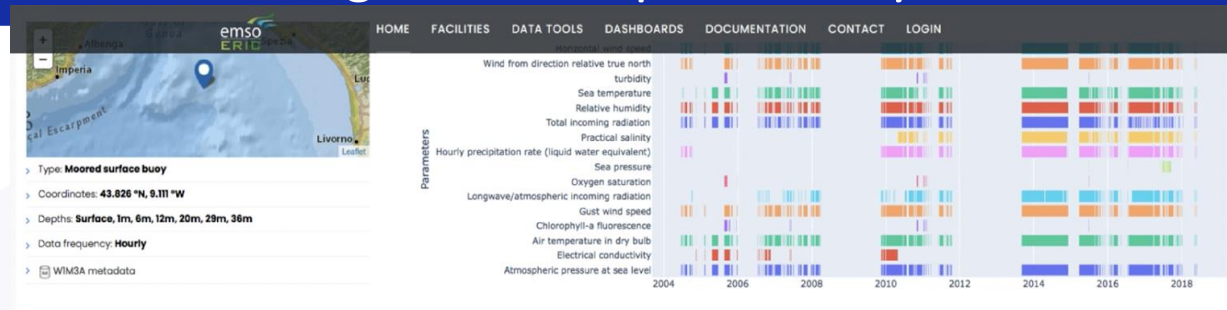 emso
ERIC
HOME FACILITIES DATA TOOLS DASHBOARDS DOCUMENTATION CONTACT LOGIN
+
−
Albenga
Imperia
Livorno
Leaflet
Type: Moored surface buoy
Coordinates: 43.826 °N, 9.111 °W
Depths: Surface, 1m, 6m, 12m, 20m, 29m, 36m
Data frequency: Hourly
W1M3A metadata
Parameters
Horizontal wind speed
Wind from direction relative true north
turbidity
Sea temperature
Relative humidity
Total incoming radiation
Practical salinity
Hourly precipitation rate (liquid water equivalent)
Sea pressure
Oxygen saturation
Longwave/atmospheric incoming radiation
Gust wind speed
Chlorophyll-a fluorescence
Air temperature in dry bulb
Electrical conductivity
Atmospheric pressure at sea level
2004 2006 2008 2010 2012 2014 2016 2018